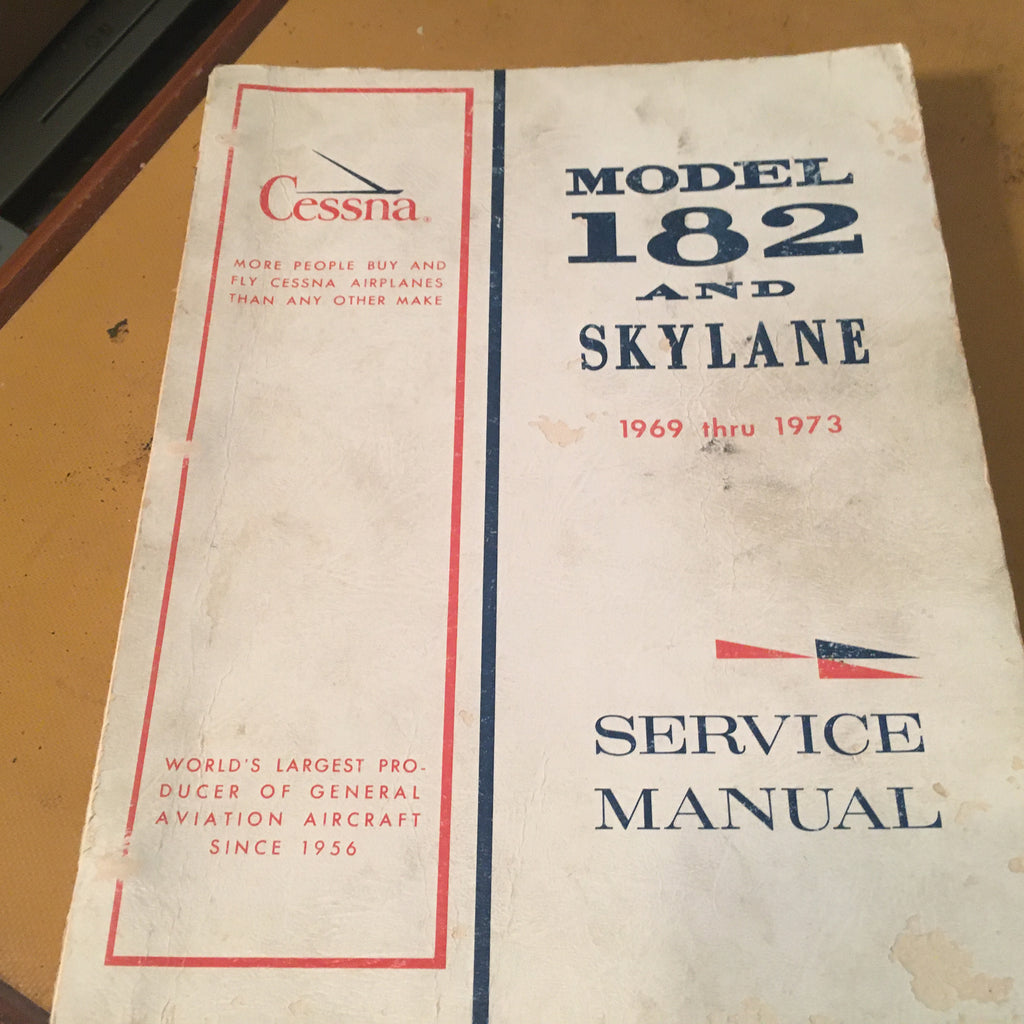 Cessna®
MORE PEOPLE BUY AND
FLY CESSNA AIRPLANES
THAN ANY OTHER MAKE
WORLD'S LARGEST PRO-
DUCER OF GENERAL
AVIATION AIRCRAFT
SINCE 1956
MODEL
182
AND
SKYLANE
1969 thru 1973
SERVICE
MANUAL